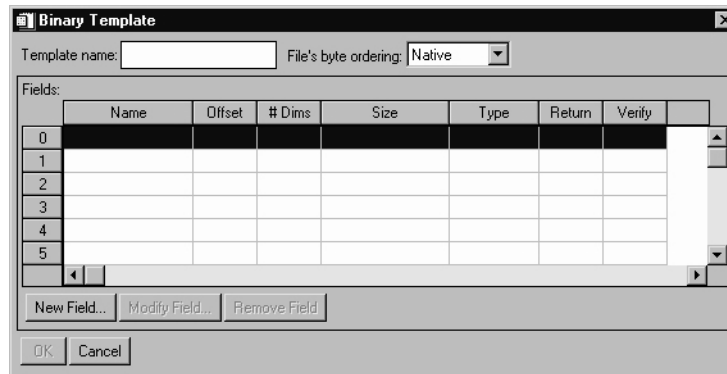 Binary Template
Template name: File's byte ordering: Native
Fields:
Name Offset # Dims Size Type Return Verify
0
1
2
3
4
5
New Field... Modify Field... Remove Field
OK Cancel